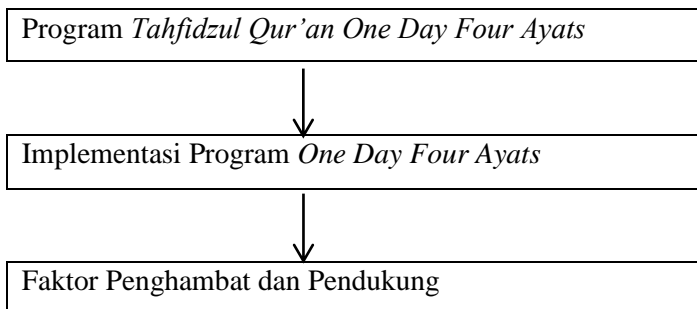 Program Tahfidzul Qur’an One Day Four Ayats
Implementasi Program One Day Four Ayats
Faktor Penghambat dan Pendukung